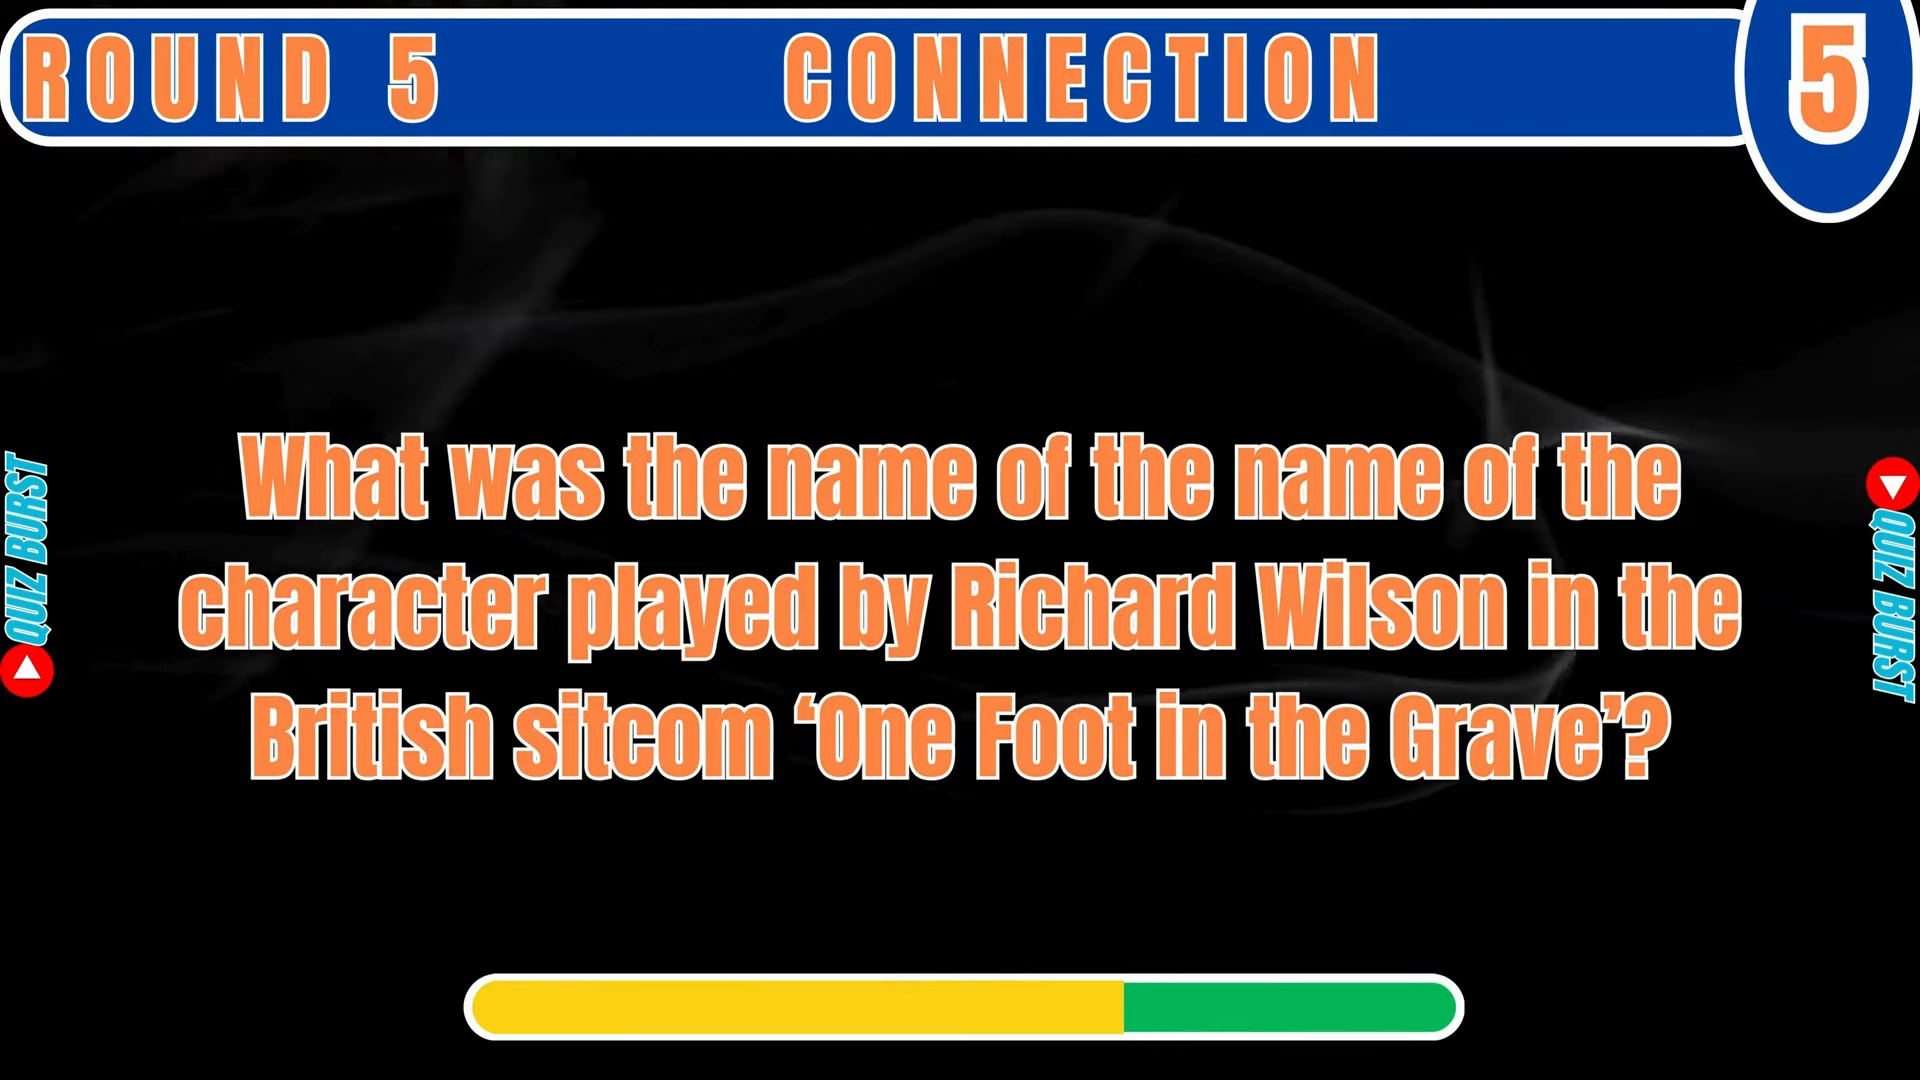 ROUND 5 CONNECTION 5
What was the name of the name of the
character played by Richard Wilson in the
British sitcom ‘One Foot in the Grave’?
QUIZ BURST
QUIZ BURST